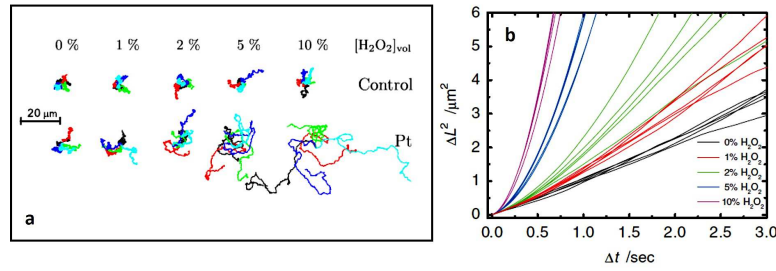 0 % 1 % 2 % 5 % 10 % [H₂O₂]vol
Control
20 μm
Pt
a
b
ΔL² /μm²
6
5
4
3
2
1
0
0% H₂O₂
1% H₂O₂
2% H₂O₂
5% H₂O₂
10% H₂O₂
0.0 0.5 1.0 1.5 2.0 2.5 3.0
Δt /sec